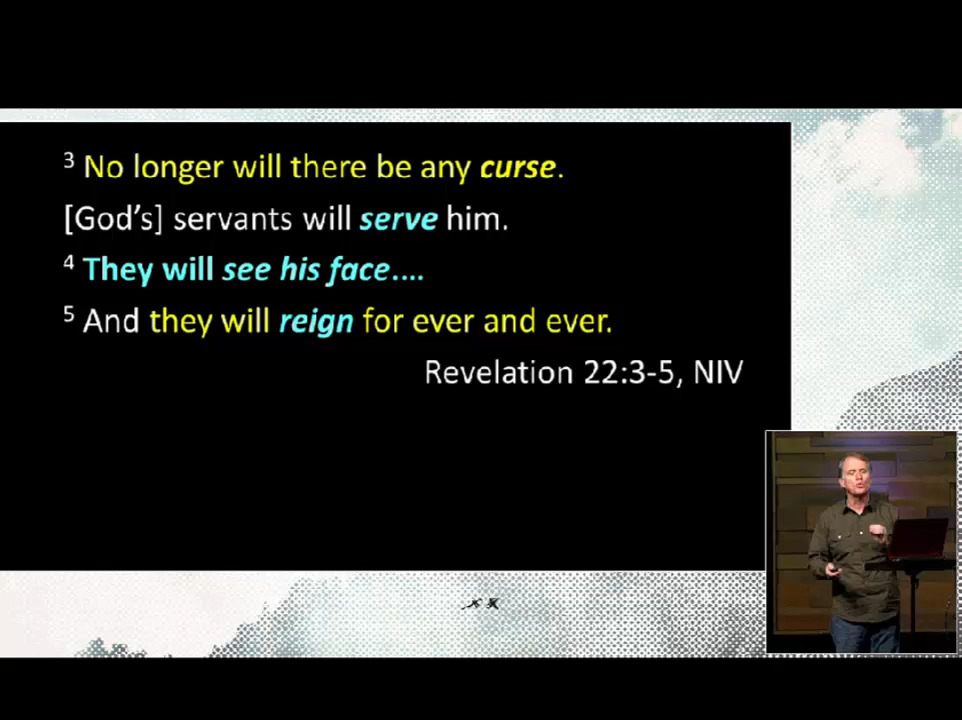 3 No longer will there be any curse.
[God's] servants will serve him.
4 They will see his face....
5 And they will reign for ever and ever.
Revelation 22:3-5, NIV